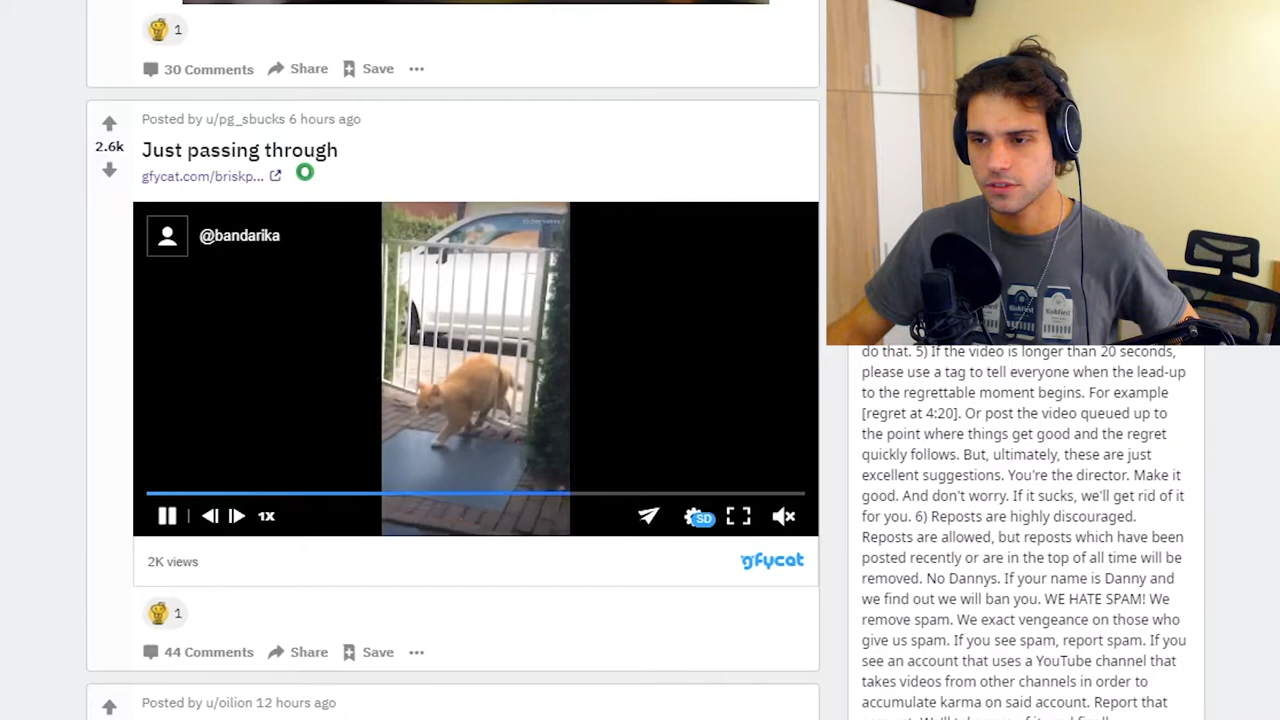 1
30 Comments Share Save
Posted by u/pg_sbucks 6 hours ago
2.6k
Just passing through
gfycat.com/briskp...
@bandarika
1X
SD
2K views
gfycat
1
44 Comments Share Save
Posted by u/oilion 12 hours ago
RiskFirst RiskFirst
do that. 5) If the video is longer than 20 seconds,
please use a tag to tell everyone when the lead-up
to the regrettable moment begins. For example
[regret at 4:20]. Or post the video queued up to
the point where things get good and the regret
quickly follows. But, ultimately, these are just
excellent suggestions. You're the director. Make it
good. And don't worry. If it sucks, we'll get rid of it
for you. 6) Reposts are highly discouraged.
Reposts are allowed, but reposts which have been
posted recently or are in the top of all time will be
removed. No Dannys. If your name is Danny and
we find out we will ban you. WE HATE SPAM! We
remove spam. We exact vengeance on those who
give us spam. If you see spam, report spam. If you
see an account that uses a YouTube channel that
takes videos from other channels in order to
accumulate karma on said account. Report that